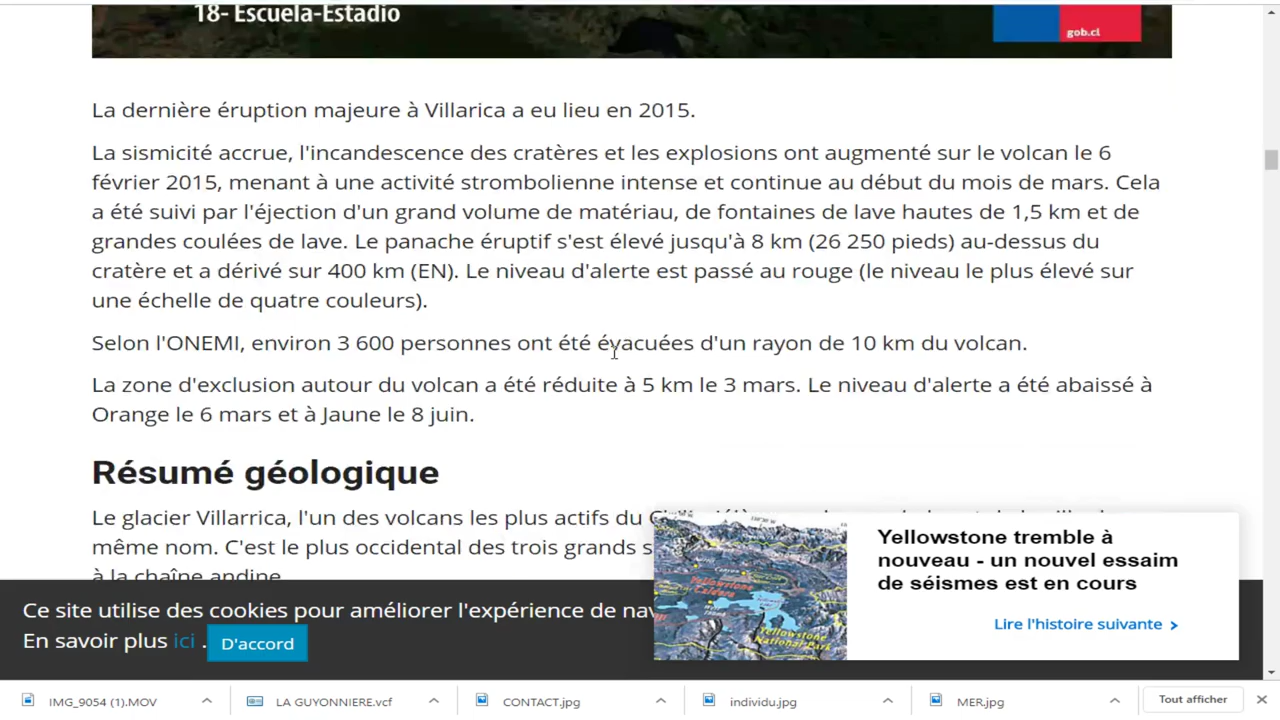 18- Escuela-Estadio
gob.cl
La dernière éruption majeure à Villarica a eu lieu en 2015.
La sismicité accrue, l'incandescence des cratères et les explosions ont augmenté sur le volcan le 6
février 2015, menant à une activité strombolienne intense et continue au début du mois de mars. Cela
a été suivi par l'éjection d'un grand volume de matériau, de fontaines de lave hautes de 1,5 km et de
grandes coulées de lave. Le panache éruptif s'est élevé jusqu'à 8 km (26 250 pieds) au-dessus du
cratère et a dérivé sur 400 km (EN). Le niveau d'alerte est passé au rouge (le niveau le plus élevé sur
une échelle de quatre couleurs).
Selon l'ONEMI, environ 3 600 personnes ont été évacuées d'un rayon de 10 km du volcan.
La zone d'exclusion autour du volcan a été réduite à 5 km le 3 mars. Le niveau d'alerte a été abaissé à
Orange le 6 mars et à Jaune le 8 juin.
Résumé géologique
Le glacier Villarrica, l'un des volcans les plus actifs du
même nom. C'est le plus occidental des trois grands
à la chaîne andine
Ce site utilise des cookies pour améliorer l'expérience de
En savoir plus ici .
D'accord
Yellowstone
Caldera
Yellowstone
National Park
Yellowstone tremble à
nouveau - un nouvel essaim
de séismes est en cours
Lire l'histoire suivante
IMG_9054 (1).MOV
LA GUYONNIERE.vcf
CONTACT.jpg
individu.jpg
MER.jpg
Tout afficher